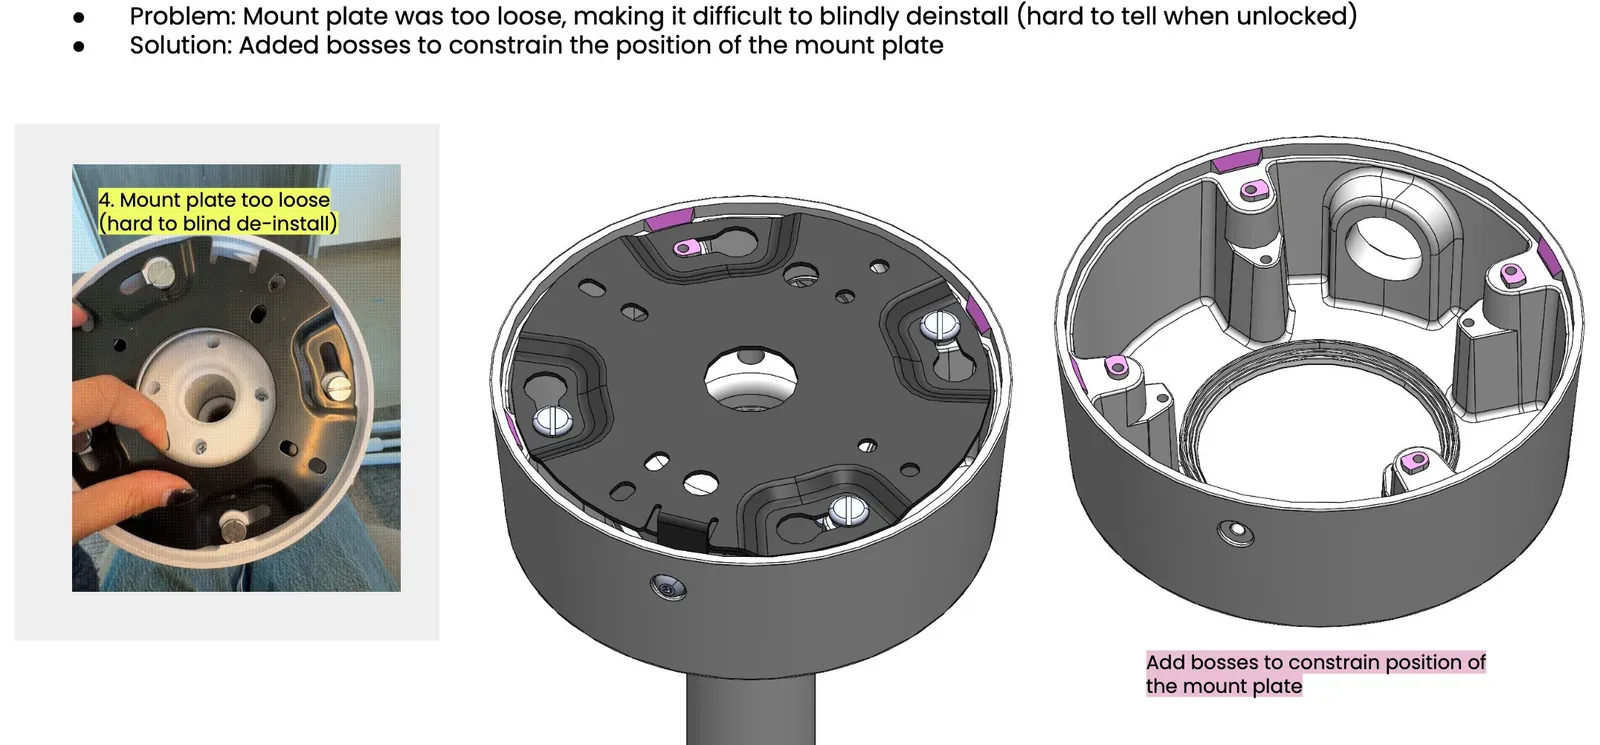 ● Problem: Mount plate was too loose, making it difficult to blindly deinstall (hard to tell when unlocked)
● Solution: Added bosses to constrain the position of the mount plate
4. Mount plate too loose
(hard to blind de-install)
Add bosses to constrain position of
the mount plate